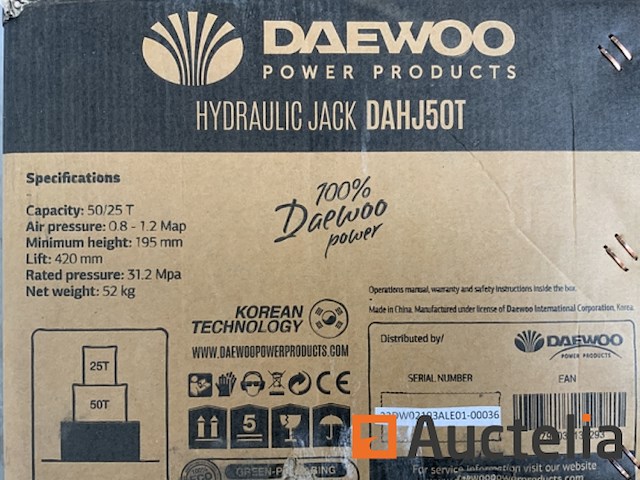 DAEWOO
POWER PRODUCTS
HYDRAULIC JACK DAHJ50T
Specifications
Capacity: 50/25 T
Air pressure: 0.8 - 1.2 Map
Minimum height: 195 mm
Lift: 420 mm
Rated pressure: 31.2 Mpa
Net weight: 52 kg
100%
Daewoo
power
Operations manual, warranty and safety instructions inside the box.
Made in China. Manufactured under license of Daewoo International Corporation, Korea.
KOREAN
TECHNOLOGY
WWW.DAEWOOPOWERPRODUCTS.COM
CE
5
25T
50T
Distributed by/
DAEWOO
POWER PRODUCTS
SERIAL NUMBER
EAN
Auctelia
For service information visit our website